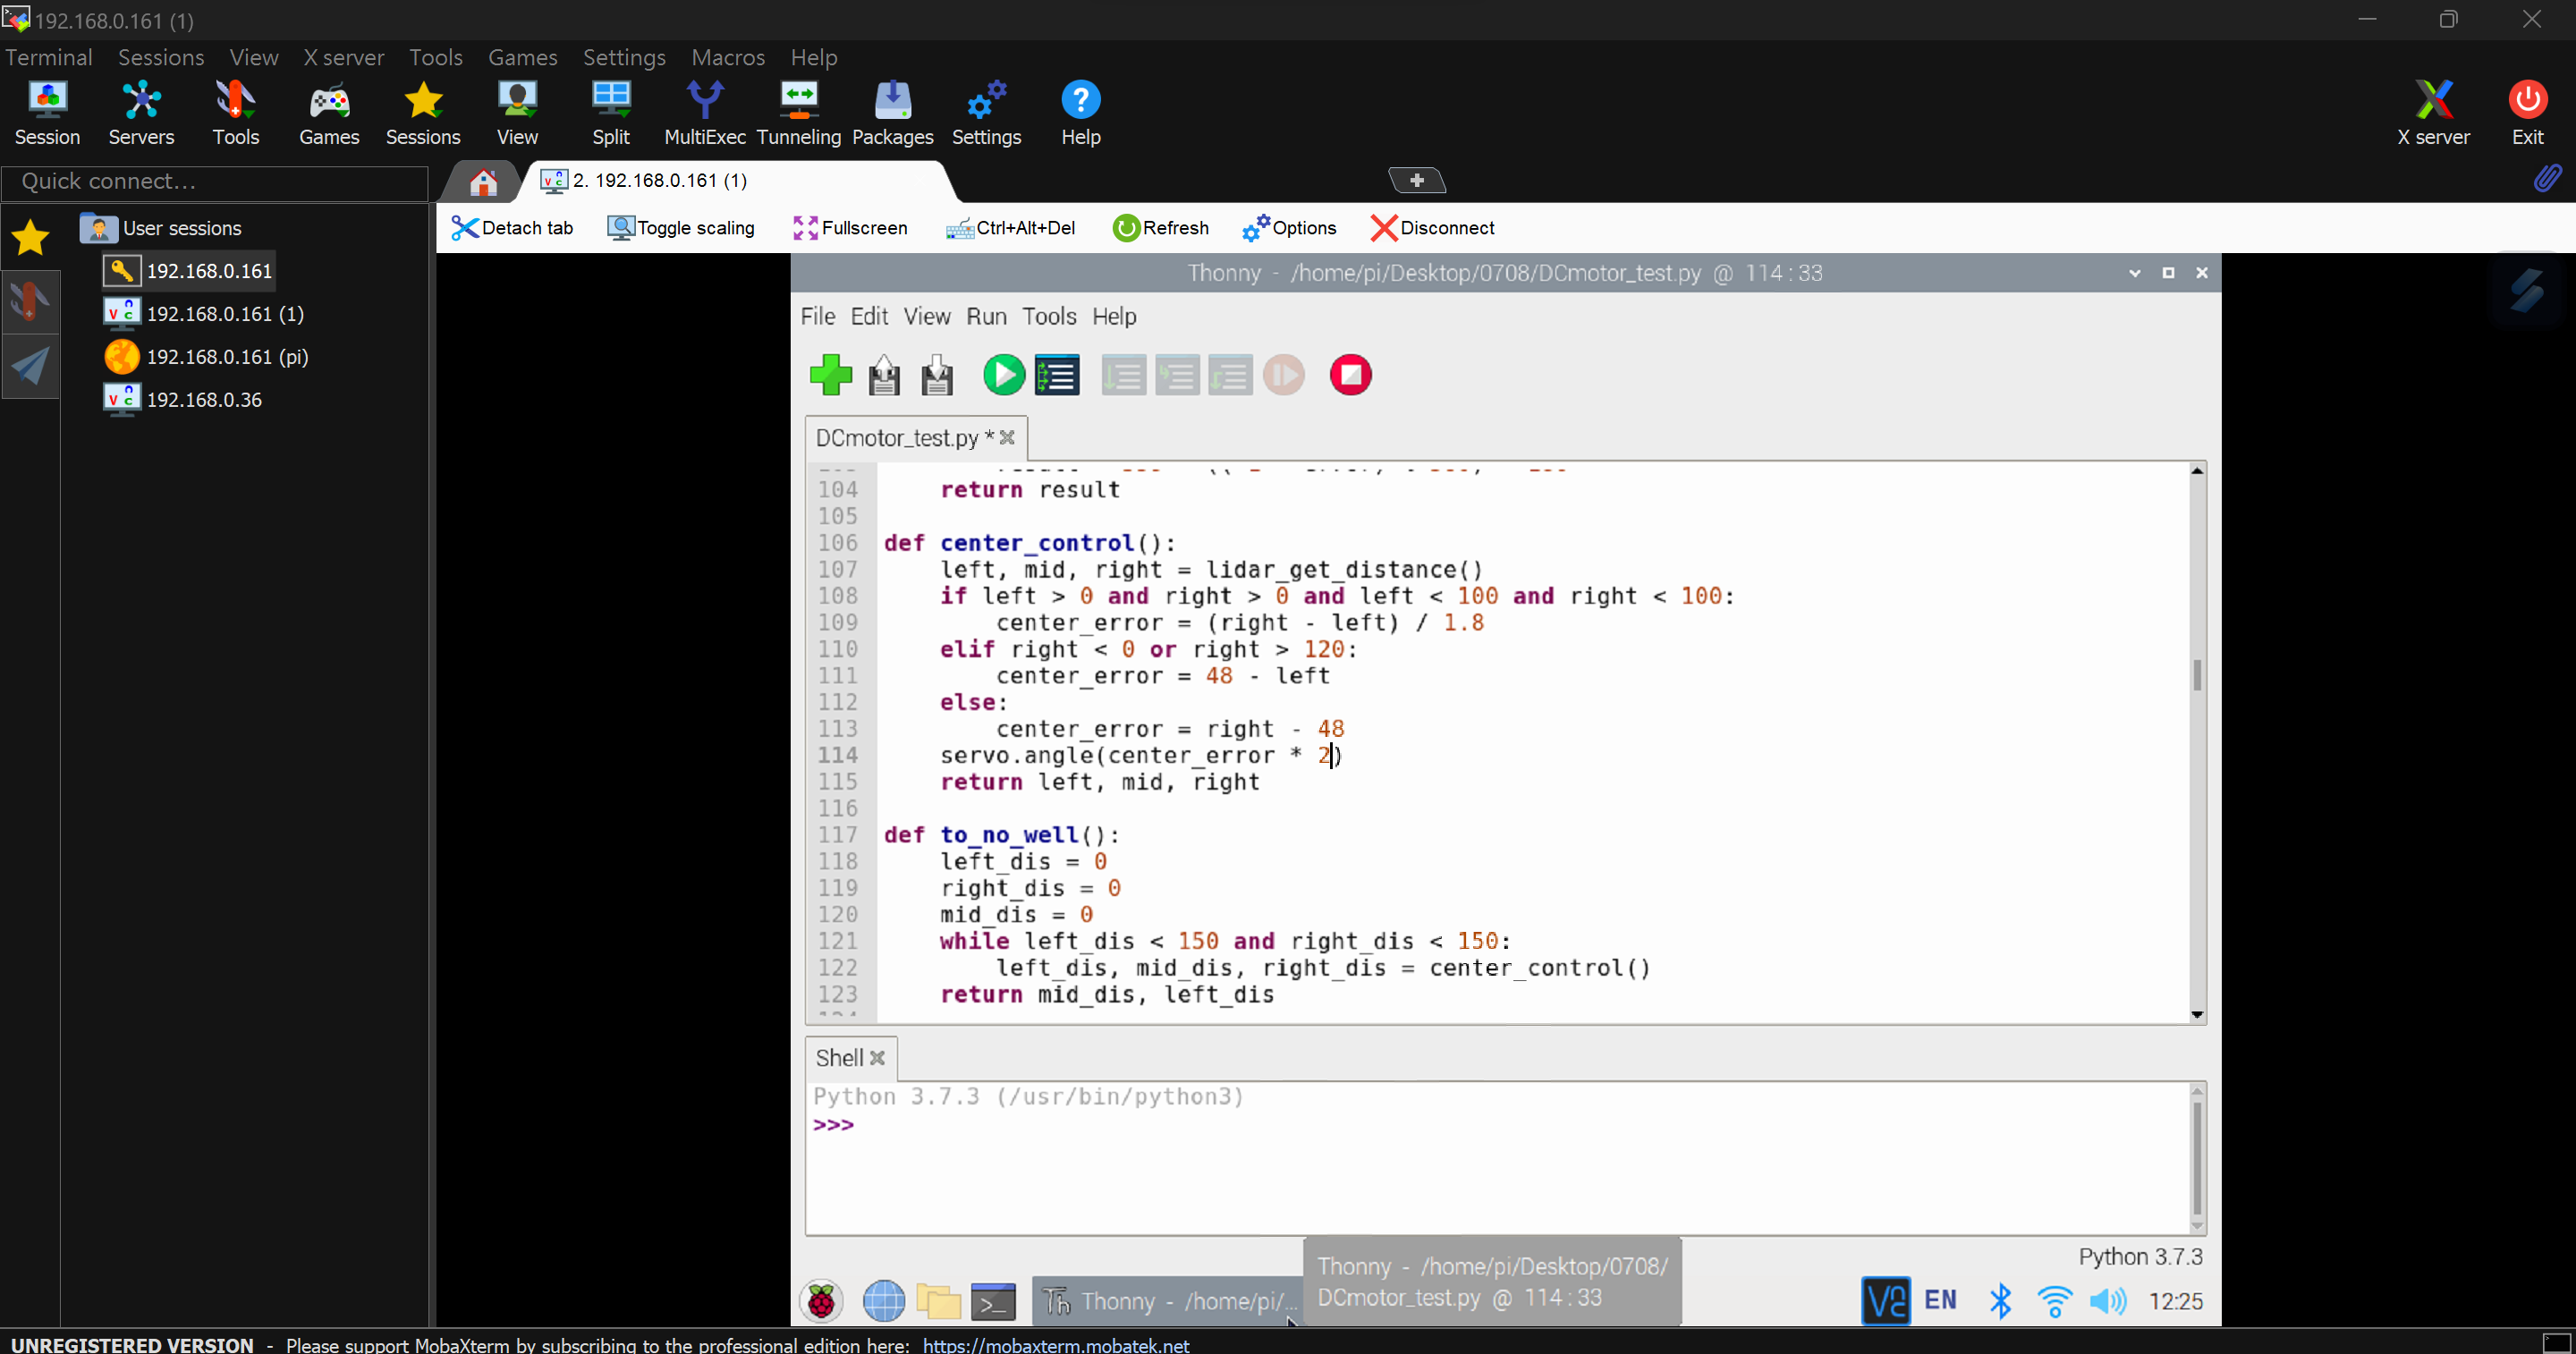 192.168.0.161 (1)
Terminal Sessions View X server Tools Games Settings Macros Help
Session Servers Tools Games Sessions View Split MultiExec Tunneling Packages Settings Help X server Exit
Quick connect...
2. 192.168.0.161 (1)
User sessions
192.168.0.161
192.168.0.161 (1)
192.168.0.161 (pi)
192.168.0.36
Detach tab Toggle scaling Fullscreen Ctrl+Alt+Del Refresh Options Disconnect
Thonny - /home/pi/Desktop/0708/DCmotor_test.py @ 114 : 33
File Edit View Run Tools Help
DCmotor_test.py *
104     return result
105
106 def center_control():
107     left, mid, right = lidar_get_distance()
108     if left > 0 and right > 0 and left < 100 and right < 100:
109         center_error = (right - left) / 1.8
110     elif right < 0 or right > 120:
111         center_error = 48 - left
112     else:
113         center_error = right - 48
114     servo.angle(center_error * 2)
115     return left, mid, right
116
117 def to_no_well():
118     left_dis = 0
119     right_dis = 0
120     mid_dis = 0
121     while left_dis < 150 and right_dis < 150:
122         left_dis, mid_dis, right_dis = center_control()
123     return mid_dis, left_dis
Shell
Python 3.7.3 (/usr/bin/python3)
>>>
Python 3.7.3
Thonny - /home/pi/...
Thonny - /home/pi/Desktop/0708/
DCmotor_test.py @ 114 : 33
EN 12:25
UNREGISTERED VERSION - Please support MobaXterm by subscribing to the professional edition here: https://mobaxterm.mobatek.net